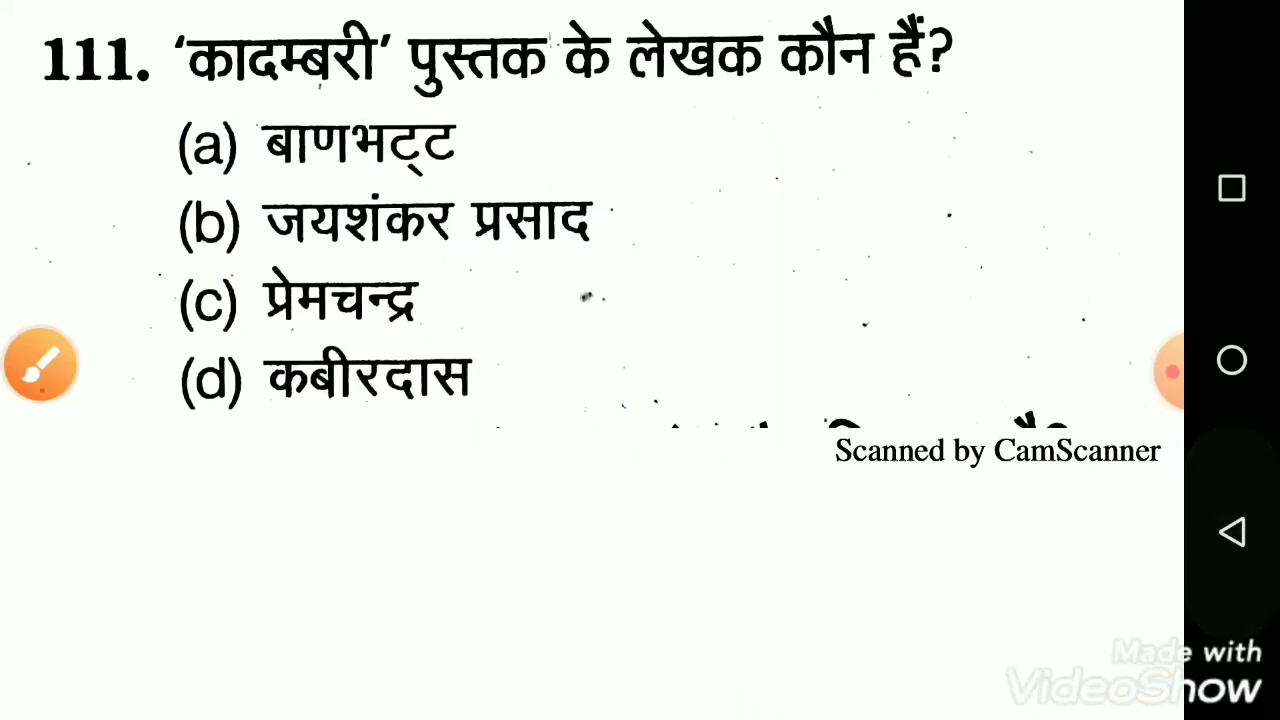 111. ‘कादम्बरी’ पुस्तक के लेखक कौन हैं?
(a) बाणभट्ट
(b) जयशंकर प्रसाद
(c) प्रेमचन्द्र
(d) कबीरदास
Scanned by CamScanner
Made with
VideoShow